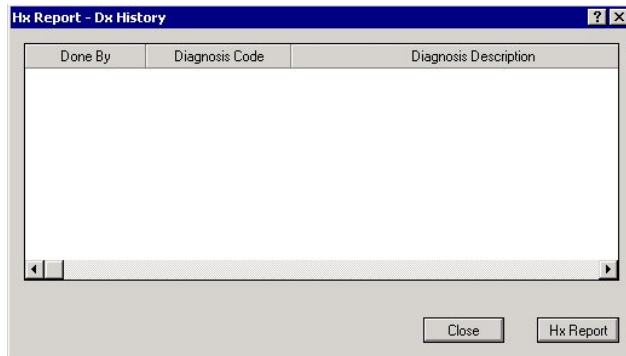 Hx Report - Dx History
Done By Diagnosis Code Diagnosis Description
Close Hx Report